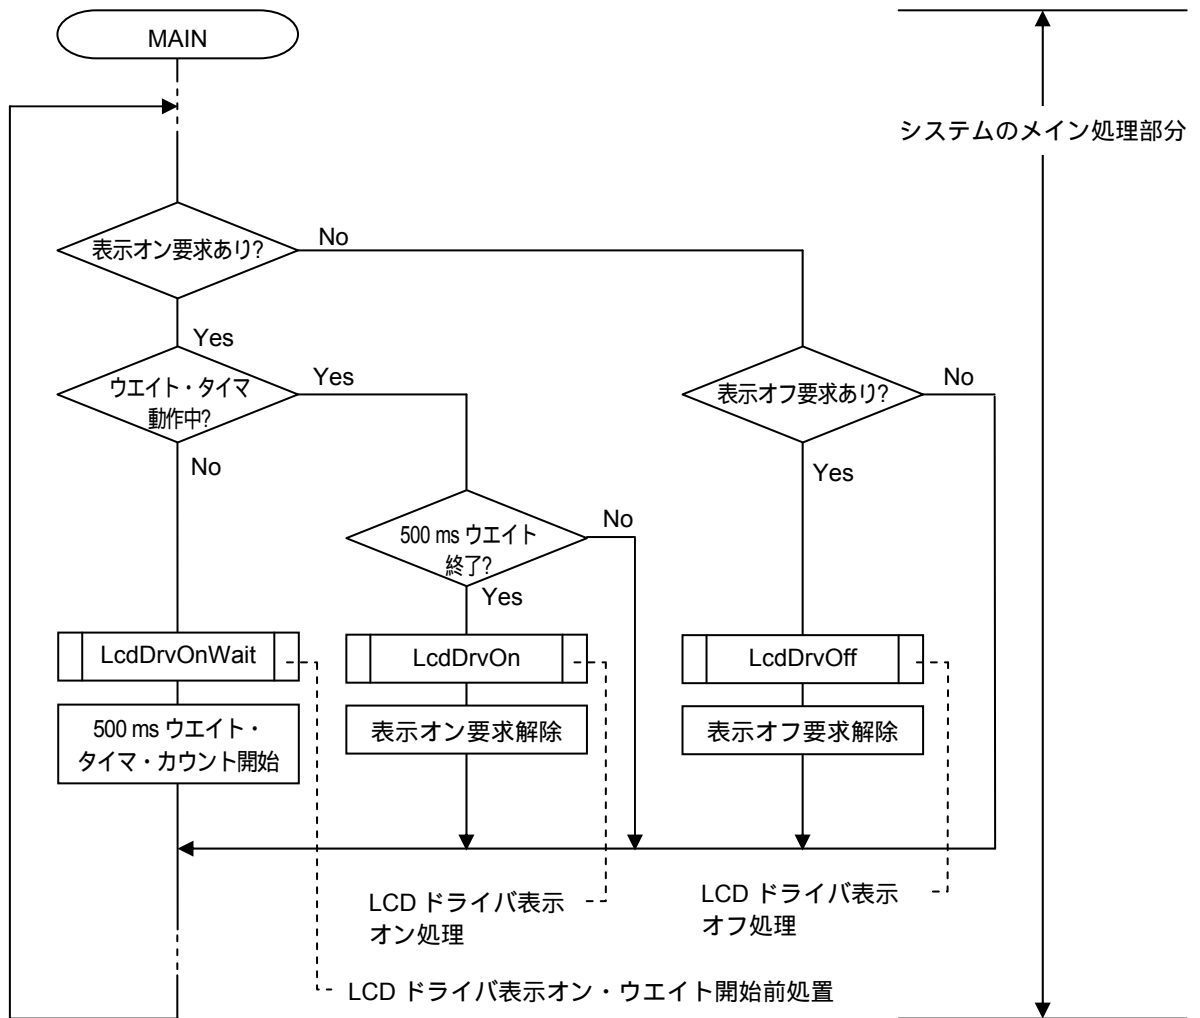 MAIN
システムのメイン処理部分
表示オン要求あり?
No
Yes
ウエイト・タイマ
動作中?
Yes
No
表示オフ要求あり?
No
Yes
500 ms ウエイト
終了?
No
Yes
LcdDrvOnWait
LcdDrvOn
LcdDrvOff
500 ms ウエイト・
タイマ・カウント開始
表示オン要求解除
表示オフ要求解除
LCD ドライバ表示
オン処理
LCD ドライバ表示
オフ処理
LCD ドライバ表示オン・ウエイト開始前処置